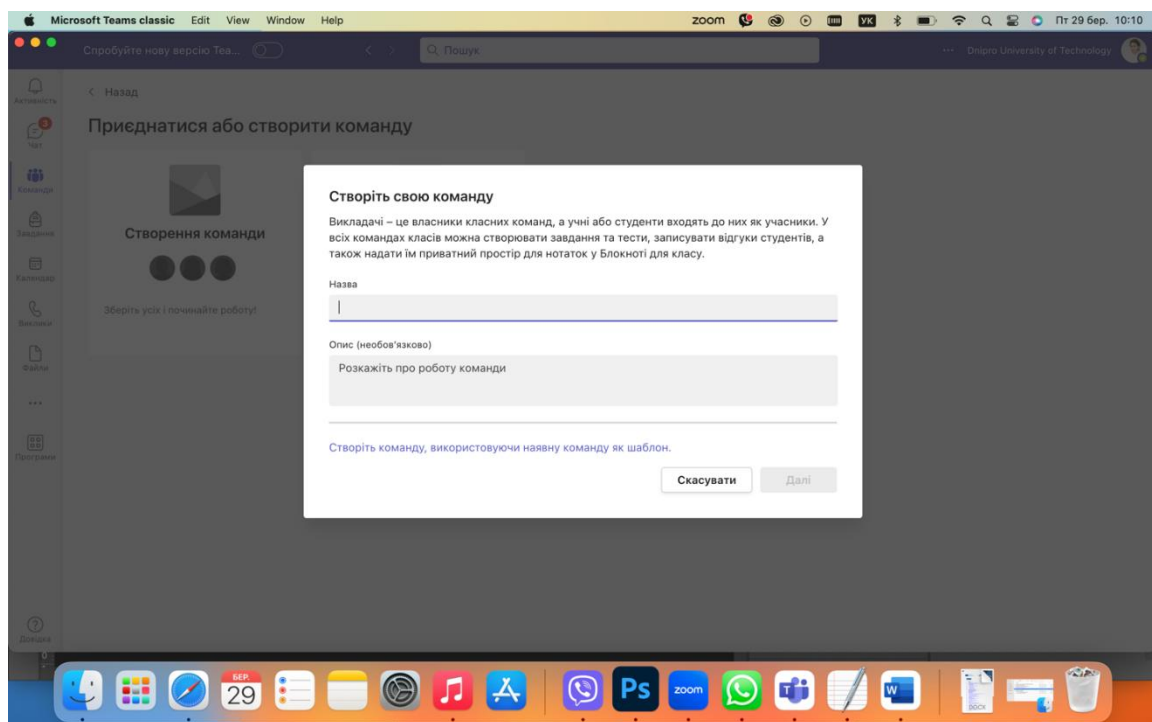 Microsoft Teams classic Edit View Window Help zoom УК Пт 29 бер. 10:10
Спробуйте нову версію Tea... Пошук Dnipro University of Technology
Активність
Назад
3
Чат
Приєднатися або створити команду
Команди
Завдання
Календар
Виклики
Файли
Програми
Довідка
Створення команди
Зберіть усіх і починайте роботу!
Створіть свою команду
Викладачі – це власники класних команд, а учні або студенти входять до них як учасники. У
всіх командах класів можна створювати завдання та тести, записувати відгуки студентів, а
також надати їм приватний простір для нотаток у Блокноті для класу.
Назва
Опис (необов'язково)
Розкажіть про роботу команди
Створіть команду, використовуючи наявну команду як шаблон.
Скасувати Далі
0
БЕР.
29
Ps
zoom
W
DOCX